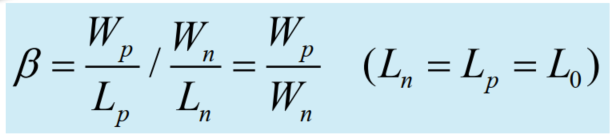 β = W_p / L_p / W_n / L_n = W_p / W_n (L_n = L_p = L_0)